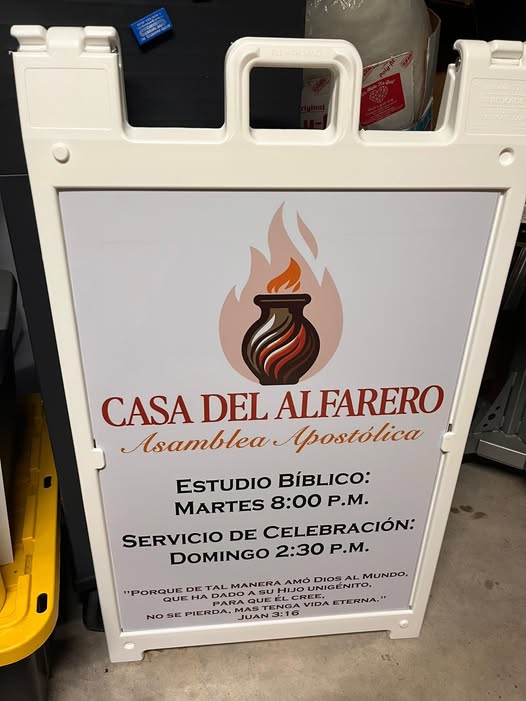 CASA DEL ALFARERO
Asamblea Apostólica
ESTUDIO BÍBLICO:
MARTES 8:00 P.M.
SERVICIO DE CELEBRACIÓN:
DOMINGO 2:30 P.M.
"PORQUE DE TAL MANERA AMÓ DIOS AL MUNDO,
QUE HA DADO A SU HIJO UNIGÉNITO,
PARA QUE ÉL CREE,
NO SE PIERDA, MAS TENGA VIDA ETERNA."
JUAN 3:16